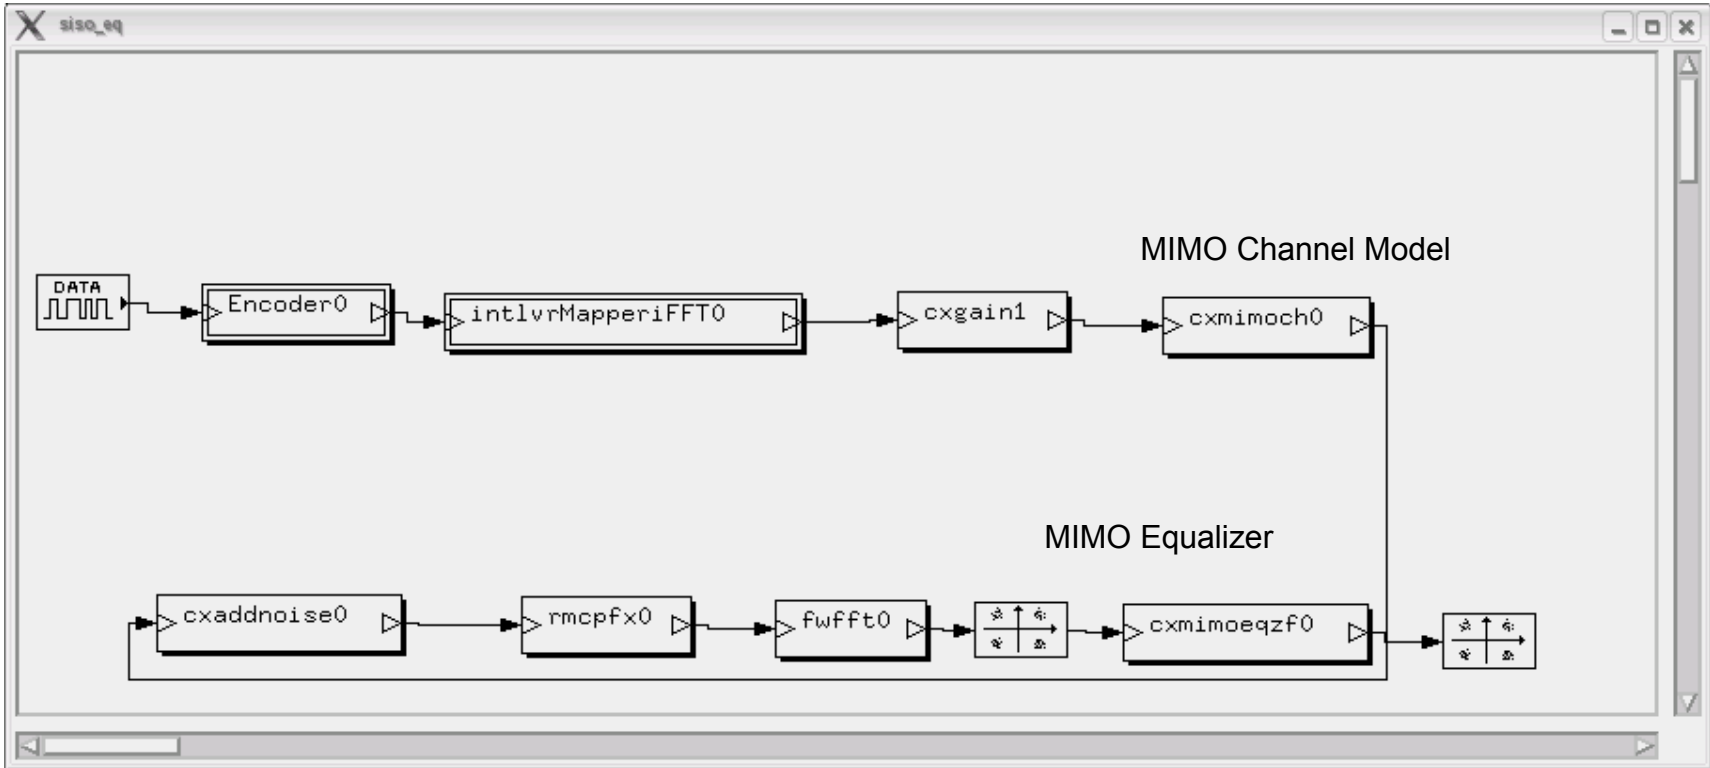 siso_eq
MIMO Channel Model
DATA
Encoder0
intlvrMapperiFFT0
cxgain1
cxmimoch0
MIMO Equalizer
cxaddnoise0
rmcpfx0
fwfft0
cxmimoeqzf0